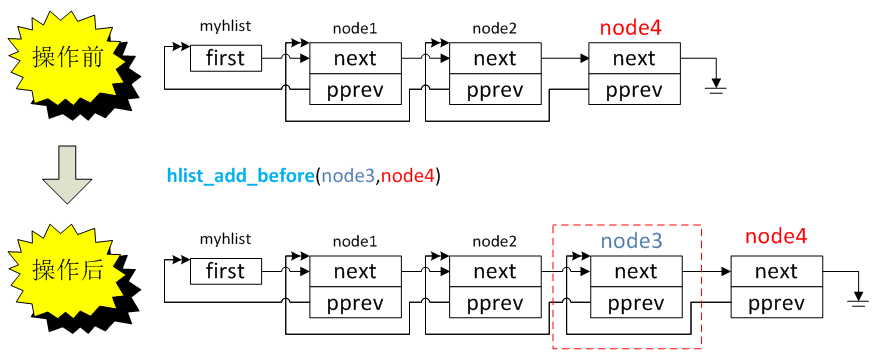 操作前
myhlist
node1
node2
node4
first
next
next
next
pprev
pprev
pprev
hlist_add_before(node3,node4)
操作后
myhlist
node1
node2
node3
node4
first
next
next
next
next
pprev
pprev
pprev
pprev